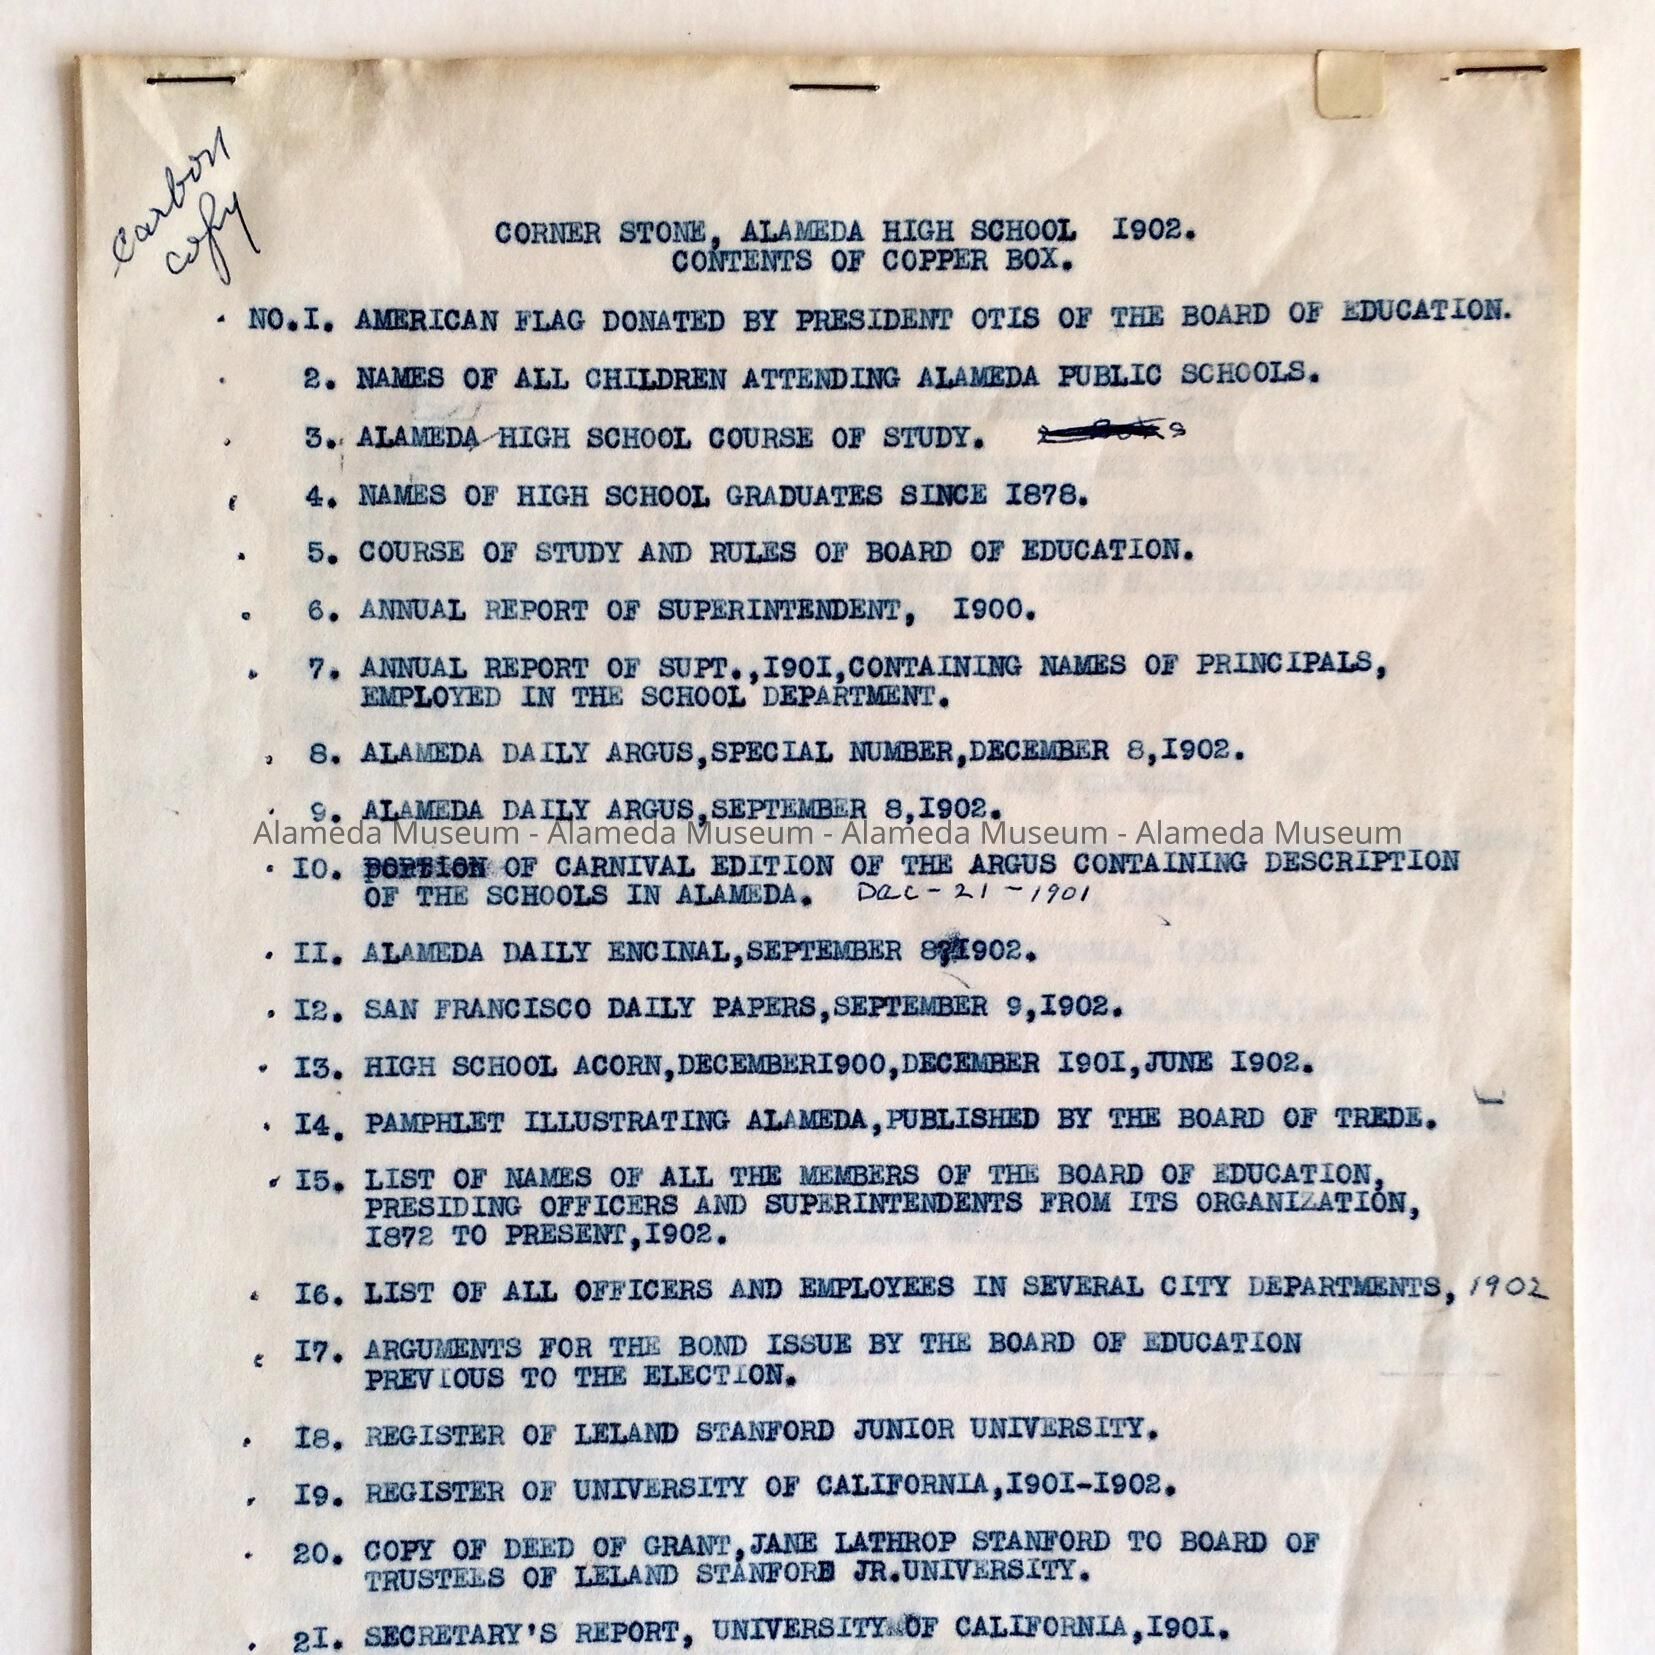 Carbon
copy
CORNER STONE, ALAMEDA HIGH SCHOOL 1902.
CONTENTS OF COPPER BOX.
NO.I. AMERICAN FLAG DONATED BY PRESIDENT OTIS OF THE BOARD OF EDUCATION.
2. NAMES OF ALL CHILDREN ATTENDING ALAMEDA PUBLIC SCHOOLS.
3. ALAMEDA HIGH SCHOOL COURSE OF STUDY.
4. NAMES OF HIGH SCHOOL GRADUATES SINCE I878.
5. COURSE OF STUDY AND RULES OF BOARD OF EDUCATION.
6. ANNUAL REPORT OF SUPERINTENDENT, I900.
7. ANNUAL REPORT OF SUPT.,I90I,CONTAINING NAMES OF PRINCIPALS,
EMPLOYED IN THE SCHOOL DEPARTMENT.
8. ALAMEDA DAILY ARGUS,SPECIAL NUMBER,DECEMBER 8,I902.
9. ALAMEDA DAILY ARGUS,SEPTEMBER 8,I902.
Alameda Museum - Alameda Museum - Alameda Museum - Alameda Museum
I0. PORTION OF CARNIVAL EDITION OF THE ARGUS CONTAINING DESCRIPTION
OF THE SCHOOLS IN ALAMEDA. Dec - 21 - 1901
II. ALAMEDA DAILY ENCINAL,SEPTEMBER 8,I902.
I2. SAN FRANCISCO DAILY PAPERS,SEPTEMBER 9,I902.
I3. HIGH SCHOOL ACORN,DECEMBERI900,DECEMBER I90I,JUNE I902.
I4. PAMPHLET ILLUSTRATING ALAMEDA,PUBLISHED BY THE BOARD OF TREDE.
I5. LIST OF NAMES OF ALL THE MEMBERS OF THE BOARD OF EDUCATION,
PRESIDING OFFICERS AND SUPERINTENDENTS FROM ITS ORGANIZATION,
I872 TO PRESENT,I902.
I6. LIST OF ALL OFFICERS AND EMPLOYEES IN SEVERAL CITY DEPARTMENTS, 1902
I7. ARGUMENTS FOR THE BOND ISSUE BY THE BOARD OF EDUCATION
PREVIOUS TO THE ELECTION.
I8. REGISTER OF LELAND STANFORD JUNIOR UNIVERSITY.
I9. REGISTER OF UNIVERSITY OF CALIFORNIA,I90I-I902.
20. COPY OF DEED OF GRANT,JANE LATHROP STANFORD TO BOARD OF
TRUSTEES OF LELAND STANFORD JR.UNIVERSITY.
2I. SECRETARY'S REPORT, UNIVERSITY OF CALIFORNIA,I90I.